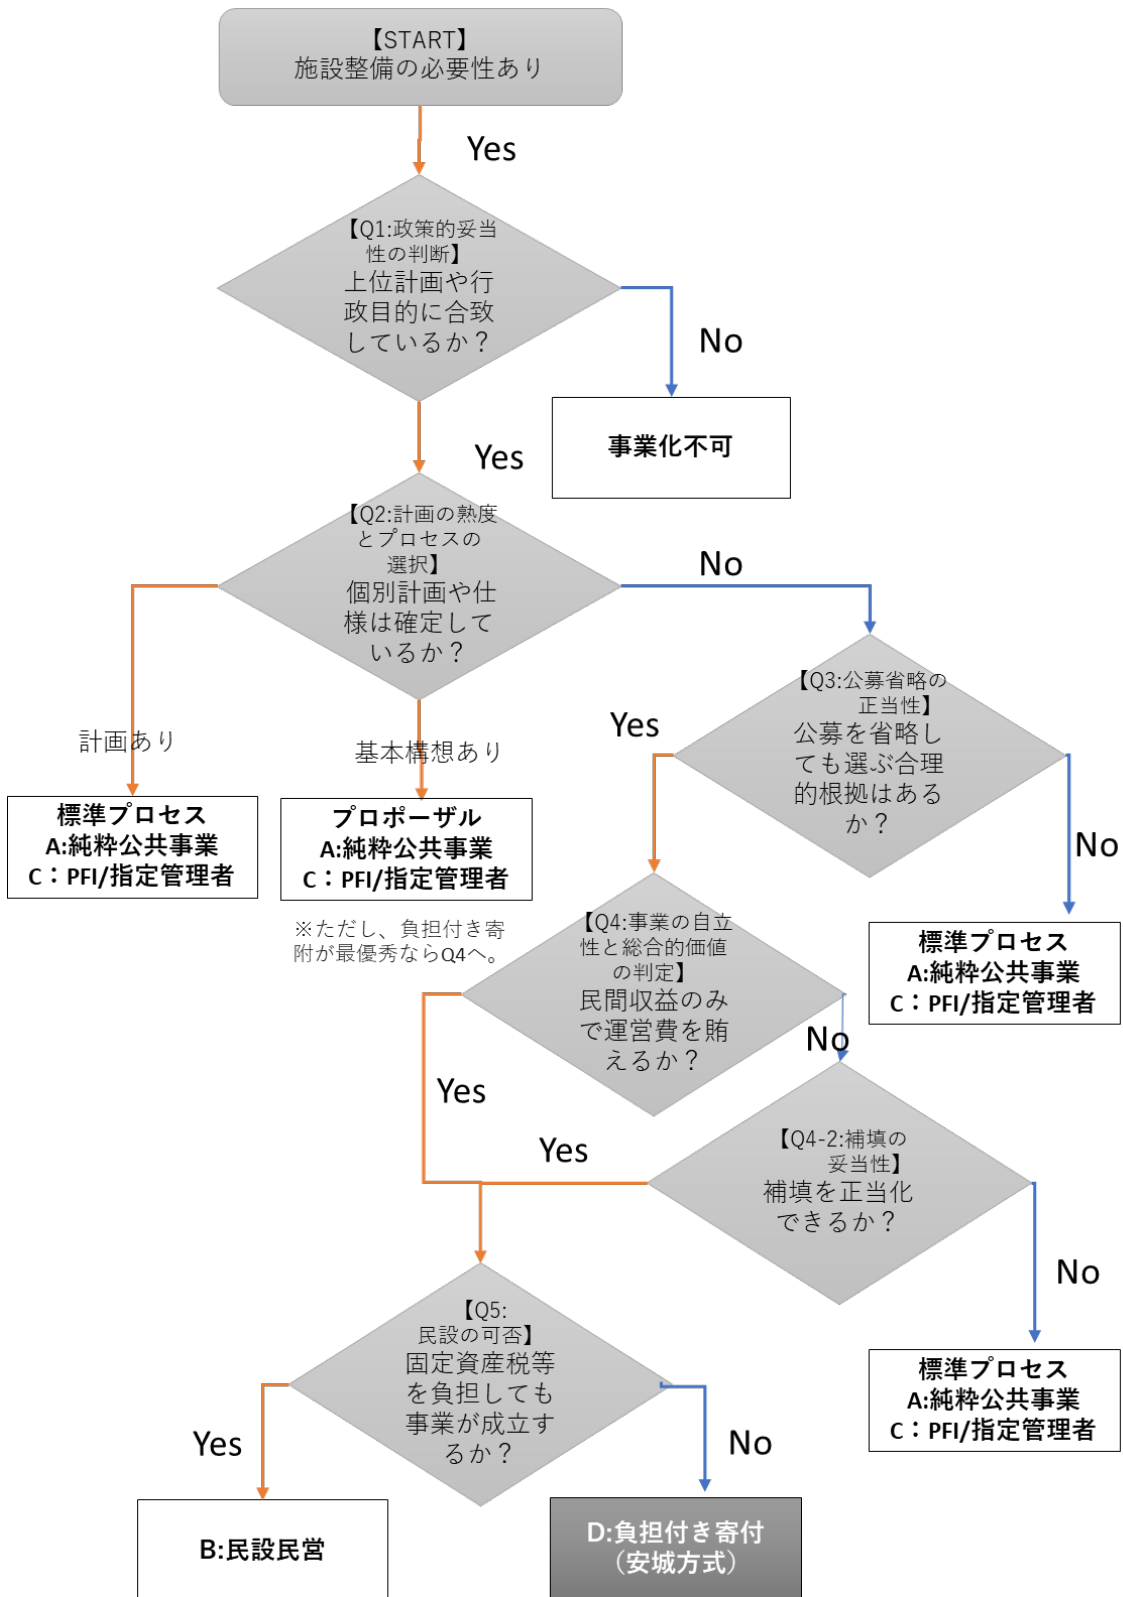 【START】
施設整備の必要性あり
Yes
【Q1:政策的妥当
性の判断】
上位計画や行
政目的に合致
しているか？
No
事業化不可
Yes
【Q2:計画の熟度
とプロセスの
選択】
個別計画や仕
様は確定して
いるか？
No
計画あり
基本構想あり
標準プロセス
A:純粋公共事業
C：PFI/指定管理者
プロポーザル
A:純粋公共事業
C：PFI/指定管理者
※ただし、負担付き寄
附が最優秀ならQ4へ。
【Q3:公募省略の
正当性】
公募を省略し
ても選ぶ合理
的根拠はある
か？
Yes
No
標準プロセス
A:純粋公共事業
C：PFI/指定管理者
【Q4:事業の自立
性と総合的価値
の判定】
民間収益のみ
で運営費を賄
えるか？
No
Yes
【Q4-2:補填の
妥当性】
補填を正当化
できるか？
Yes
No
標準プロセス
A:純粋公共事業
C：PFI/指定管理者
【Q5:
民設の可否】
固定資産税等
を負担しても
事業が成立す
るか？
Yes
No
B:民設民営
D:負担付き寄付
（安城方式）